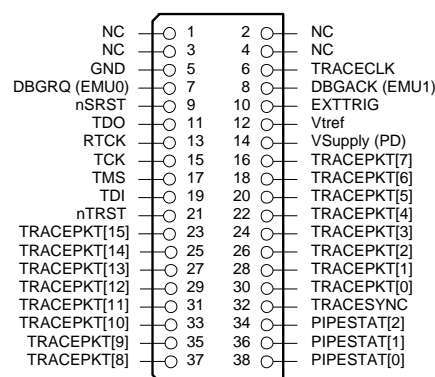 NC 1 2 NC
NC 3 4 NC
GND 5 6 TRACECLK
DBGRQ (EMU0) 7 8 DBGACK (EMU1)
nSRST 9 10 EXTTRIG
TDO 11 12 Vtref
RTCK 13 14 VSupply (PD)
TCK 15 16 TRACEPKT[7]
TMS 17 18 TRACEPKT[6]
TDI 19 20 TRACEPKT[5]
nTRST 21 22 TRACEPKT[4]
TRACEPKT[15] 23 24 TRACEPKT[3]
TRACEPKT[14] 25 26 TRACEPKT[2]
TRACEPKT[13] 27 28 TRACEPKT[1]
TRACEPKT[12] 29 30 TRACEPKT[0]
TRACEPKT[11] 31 32 TRACESYNC
TRACEPKT[10] 33 34 PIPESTAT[2]
TRACEPKT[9] 35 36 PIPESTAT[1]
TRACEPKT[8] 37 38 PIPESTAT[0]